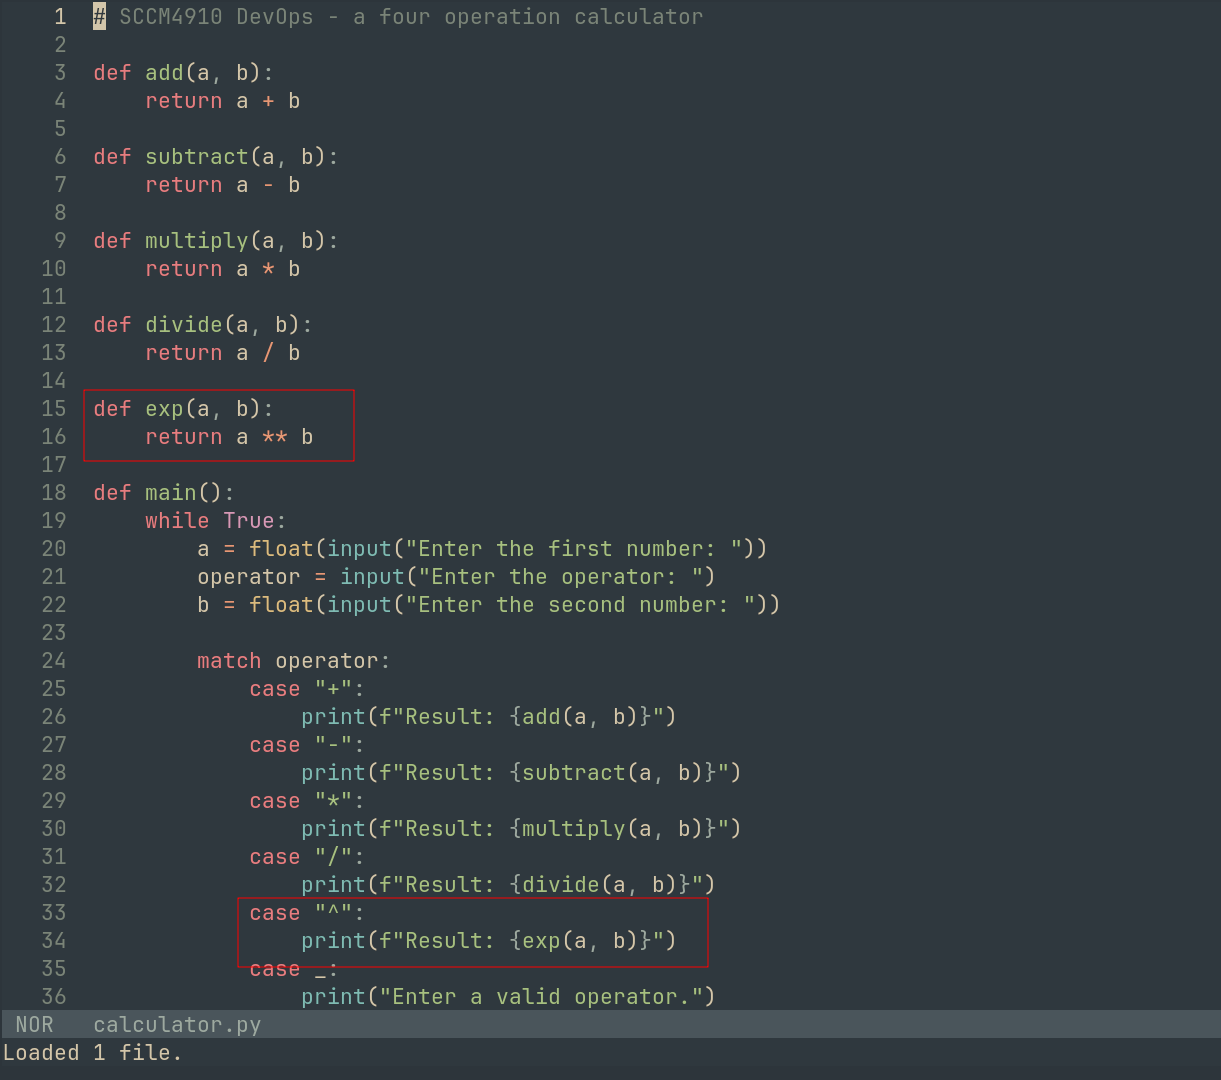 1 # SCCM4910 DevOps - a four operation calculator
2
3 def add(a, b):
4     return a + b
5
6 def subtract(a, b):
7     return a - b
8
9 def multiply(a, b):
10     return a * b
11
12 def divide(a, b):
13     return a / b
14
15 def exp(a, b):
16     return a ** b
17
18 def main():
19     while True:
20         a = float(input("Enter the first number: "))
21         operator = input("Enter the operator: ")
22         b = float(input("Enter the second number: "))
23
24         match operator:
25             case "+":
26                 print(f"Result: {add(a, b)}")
27             case "-":
28                 print(f"Result: {subtract(a, b)}")
29             case "*":
30                 print(f"Result: {multiply(a, b)}")
31             case "/":
32                 print(f"Result: {divide(a, b)}")
33             case "^":
34                 print(f"Result: {exp(a, b)}")
35             case _:
36                 print("Enter a valid operator.")
NOR calculator.py
Loaded 1 file.